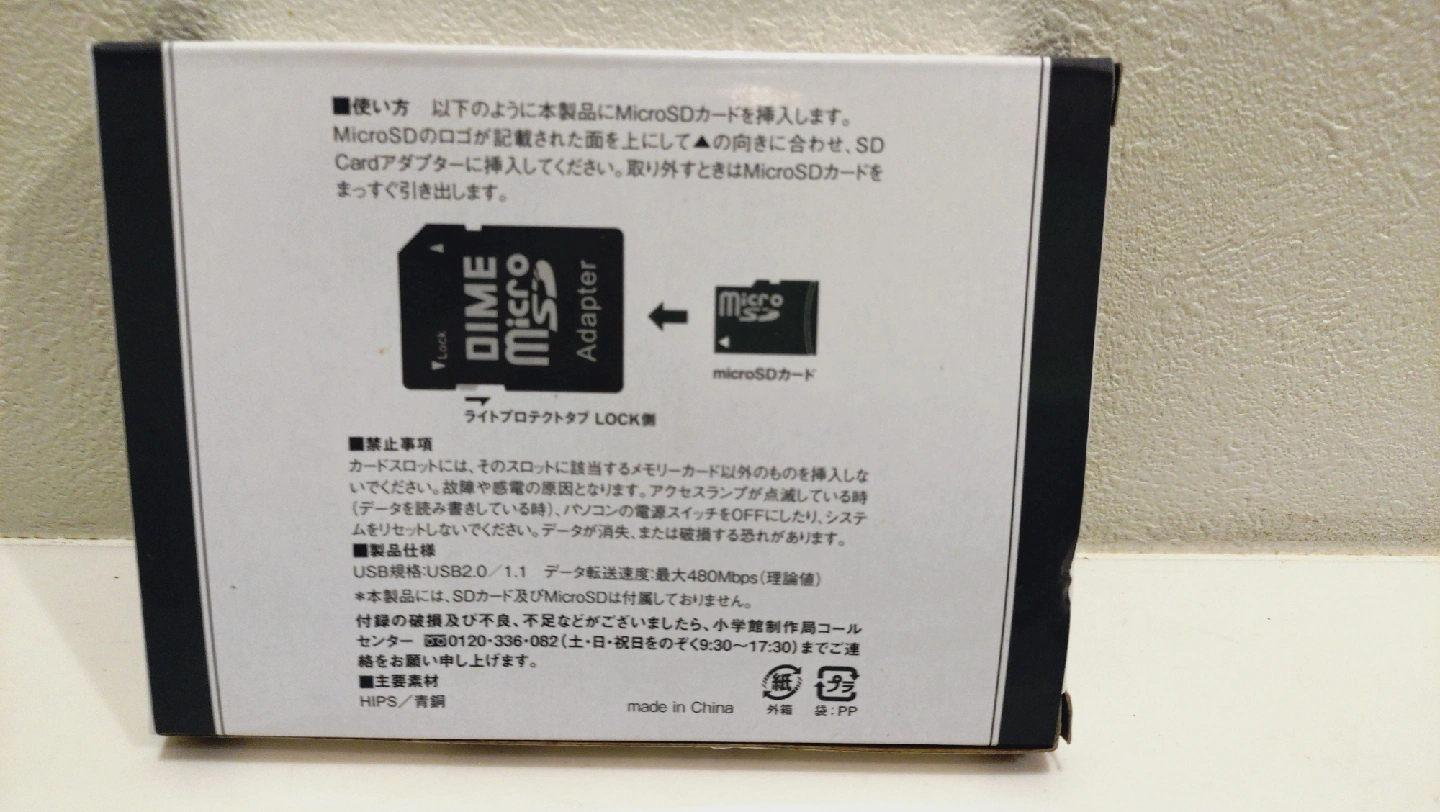 ■使い方 以下のように本製品にMicroSDカードを挿入します。
MicroSDのロゴが記載された面を上にして▲の向きに合わせ、SD
Cardアダプターに挿入してください。取り外すときはMicroSDカードを
まっすぐ引き出します。
▼Lock ▲
DIME
micro
SD
Adapter
micro
SD
microSDカード
ライトプロテクトタブ LOCK側
■禁止事項
カードスロットには、そのスロットに該当するメモリーカード以外のものを挿入しな
いでください。故障や感電の原因となります。アクセスランプが点滅している時
(データを読み書きしている時)、パソコンの電源スイッチをOFFにしたり、システ
ムをリセットしないでください。データが消失、または破損する恐れがあります。
■製品仕様
USB規格:USB2.0/1.1 データ転送速度:最大480Mbps(理論値)
*本製品には、SDカード及びMicroSDは付属しておりません。
付録の破損及び不良、不足などがございましたら、小学館制作局コール
センター 0120・336・082(土・日・祝日をのぞく9:30〜17:30)までご連
絡をお願い申し上げます。
■主要素材
HIPS/青銅
made in China
紙
外箱
プラ
袋:PP